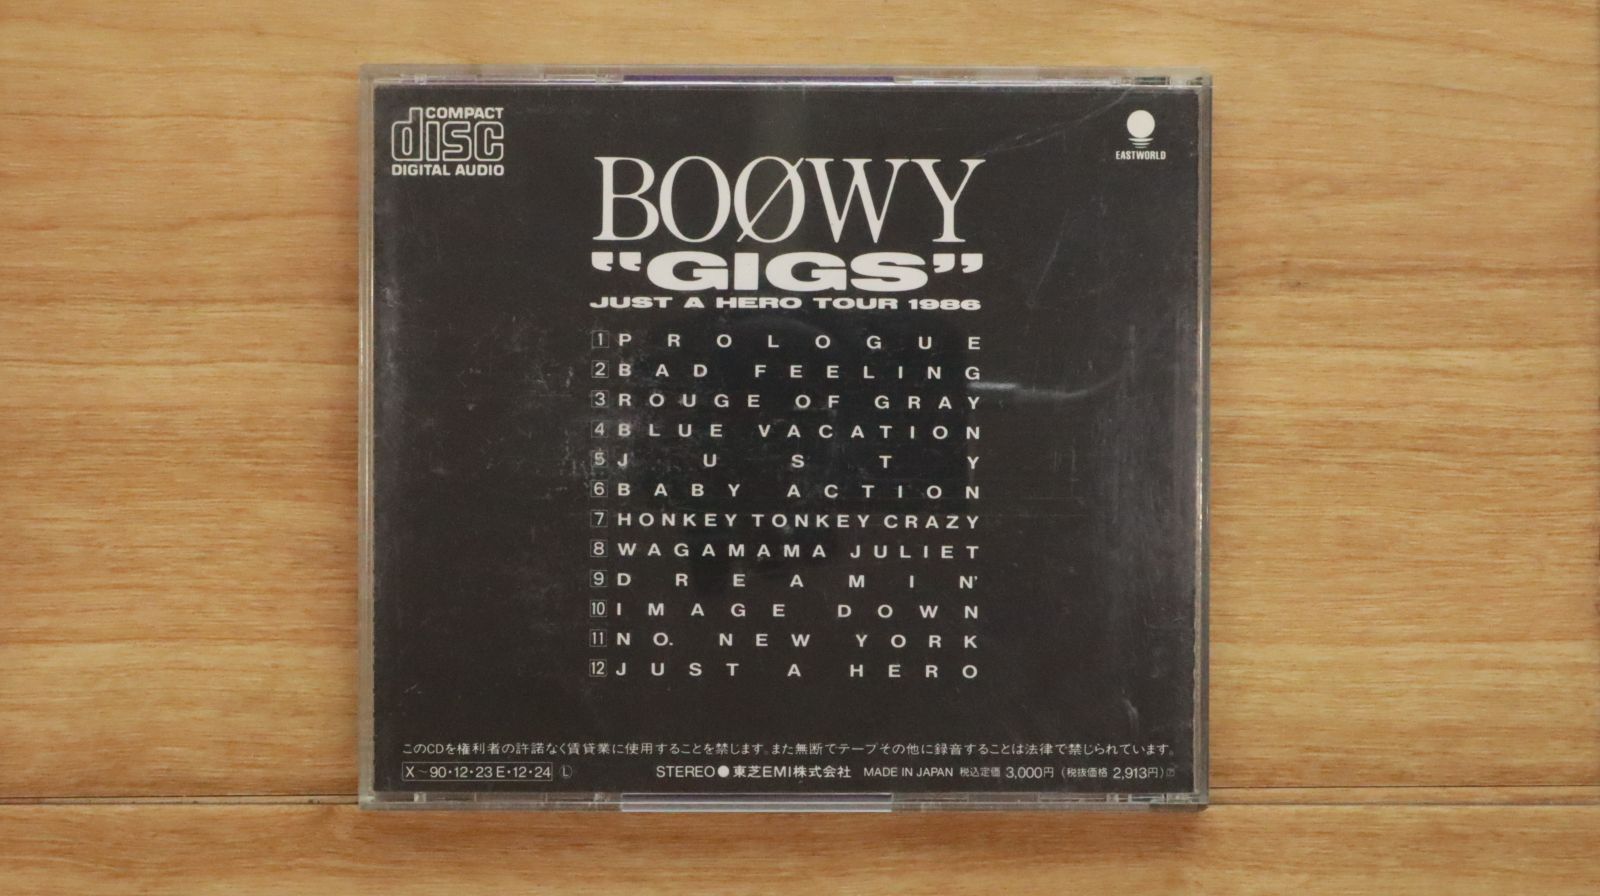 COMPACT
disc
DIGITAL AUDIO
EASTWORLD
BOØWY
"GIGS"
JUST A HERO TOUR 1986
1 PROLOGUE
2 BAD FEELING
3 ROUGE OF GRAY
4 BLUE VACATION
5 JUSTY
6 BABY ACTION
7 HONKEY TONKEY CRAZY
8 WAGAMAMA JULIET
9 DREAMIN'
10 IMAGE DOWN
11 NO. NEW YORK
12 JUST A HERO
このCDを権利者の許諾なく賃貸業に使用することを禁じます。また無断でテープその他に録音することは法律で禁じられています。
X~90・12・23 E・12・24 Ⓛ STEREO● 東芝EMI株式会社 MADE IN JAPAN 税込定価 3,000円 (税抜価格 2,913円)